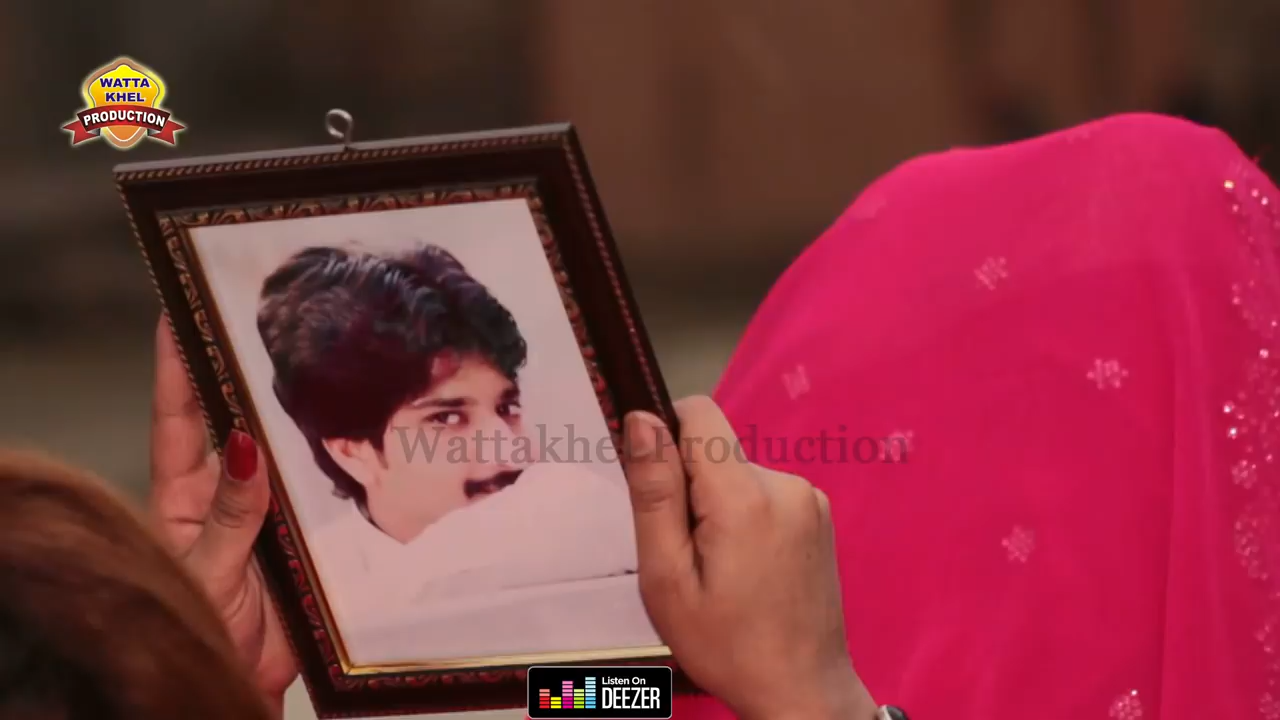 WATTA
KHEL
PRODUCTION
Wattakhel Production
Listen On
DEEZER